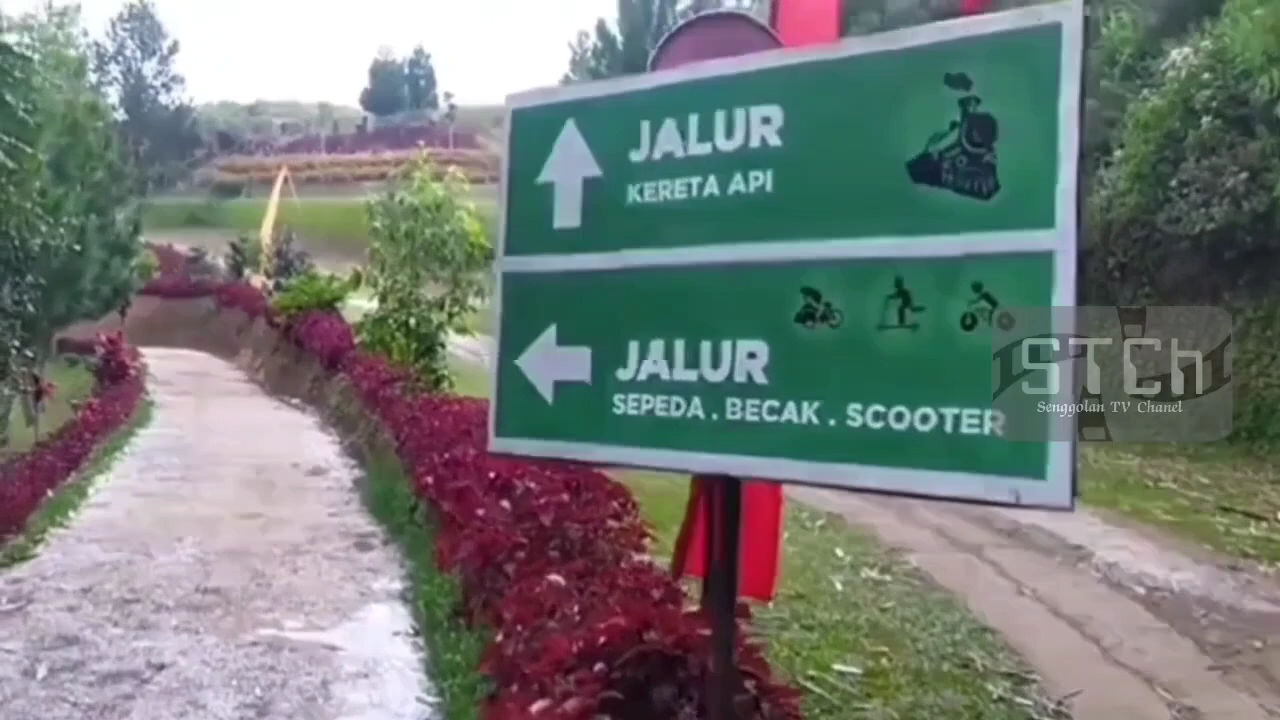 JALUR
KERETA API
JALUR
SEPEDA . BECAK . SCOOTER
STCh
Senggolan TV Chanel